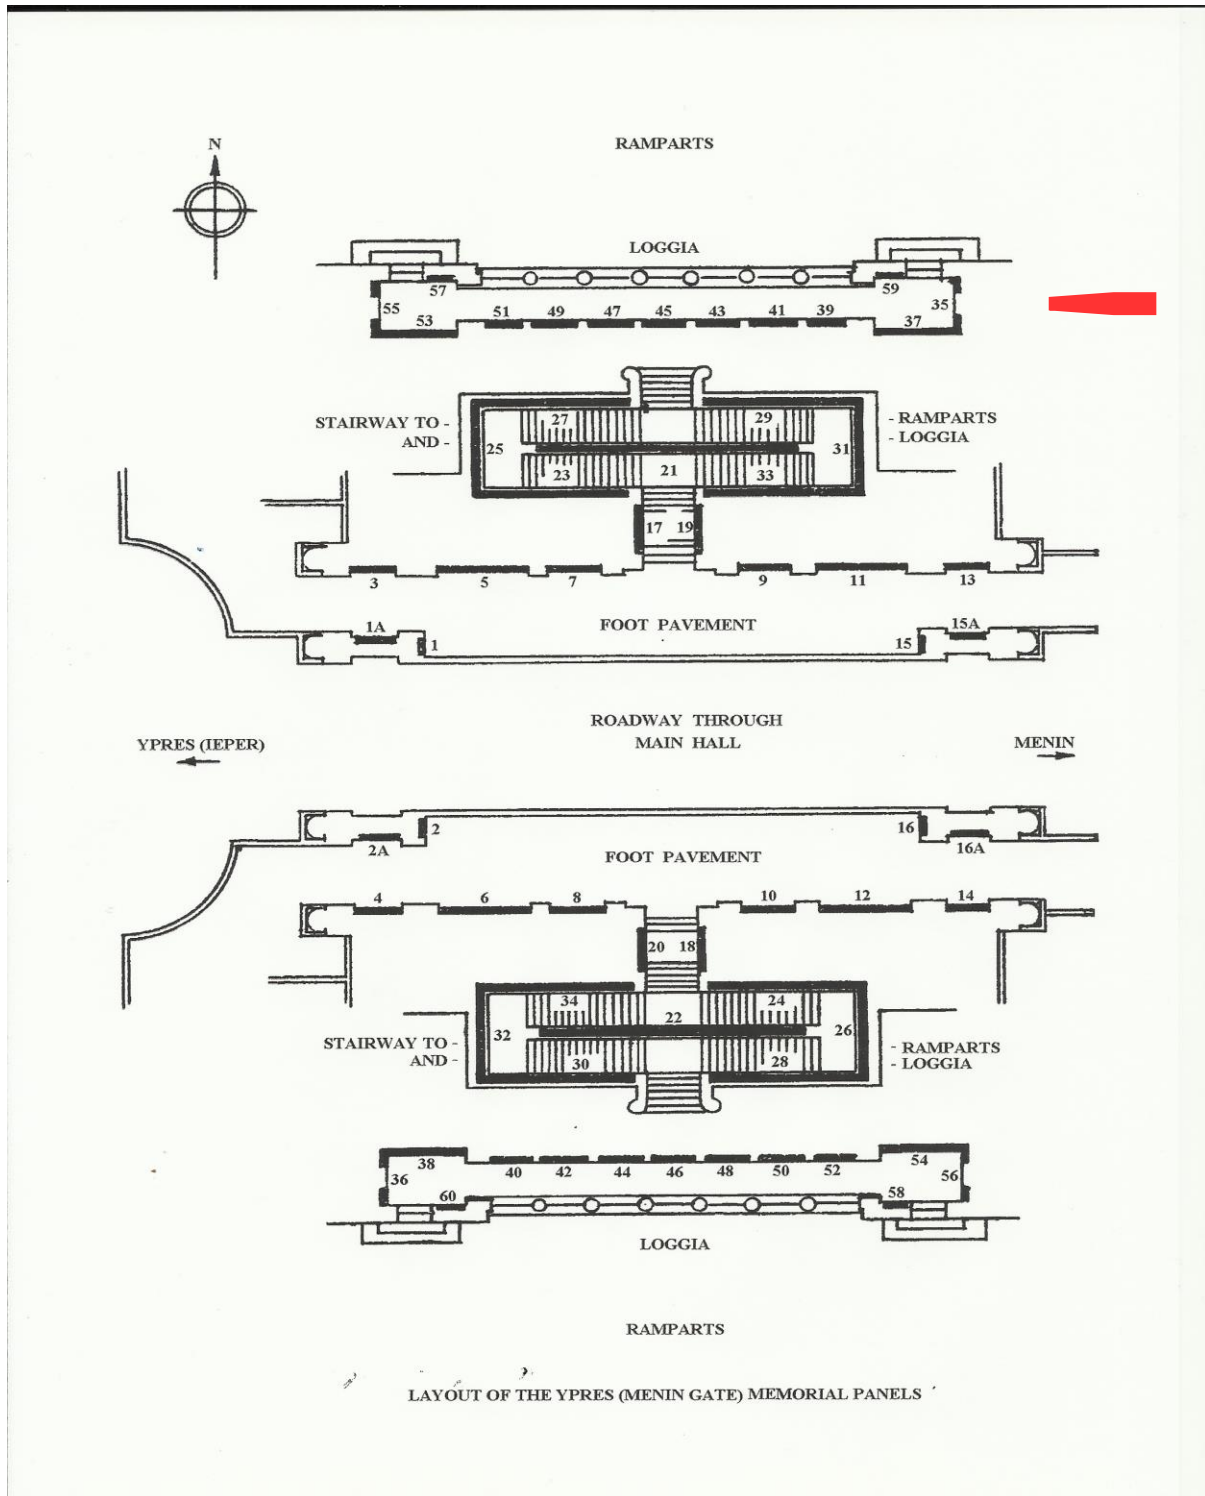 N
RAMPARTS
LOGGIA
57
59
55
35
53
51 49 47 45 43 41 39
37
STAIRWAY TO -
AND -
27
29
- RAMPARTS
- LOGGIA
25
31
23
21
33
17 19
3 5 7
9 11 13
1A
FOOT PAVEMENT
15A
1
15
ROADWAY THROUGH
MAIN HALL
YPRES (IEPER)
MENIN
2
16
2A
FOOT PAVEMENT
16A
4 6 8
10 12 14
20 18
34
22
24
32
26
STAIRWAY TO -
AND -
30
28
- RAMPARTS
- LOGGIA
38
54
40 42 44 46 48 50 52
36
56
60
58
LOGGIA
RAMPARTS
LAYOUT OF THE YPRES (MENIN GATE) MEMORIAL PANELS